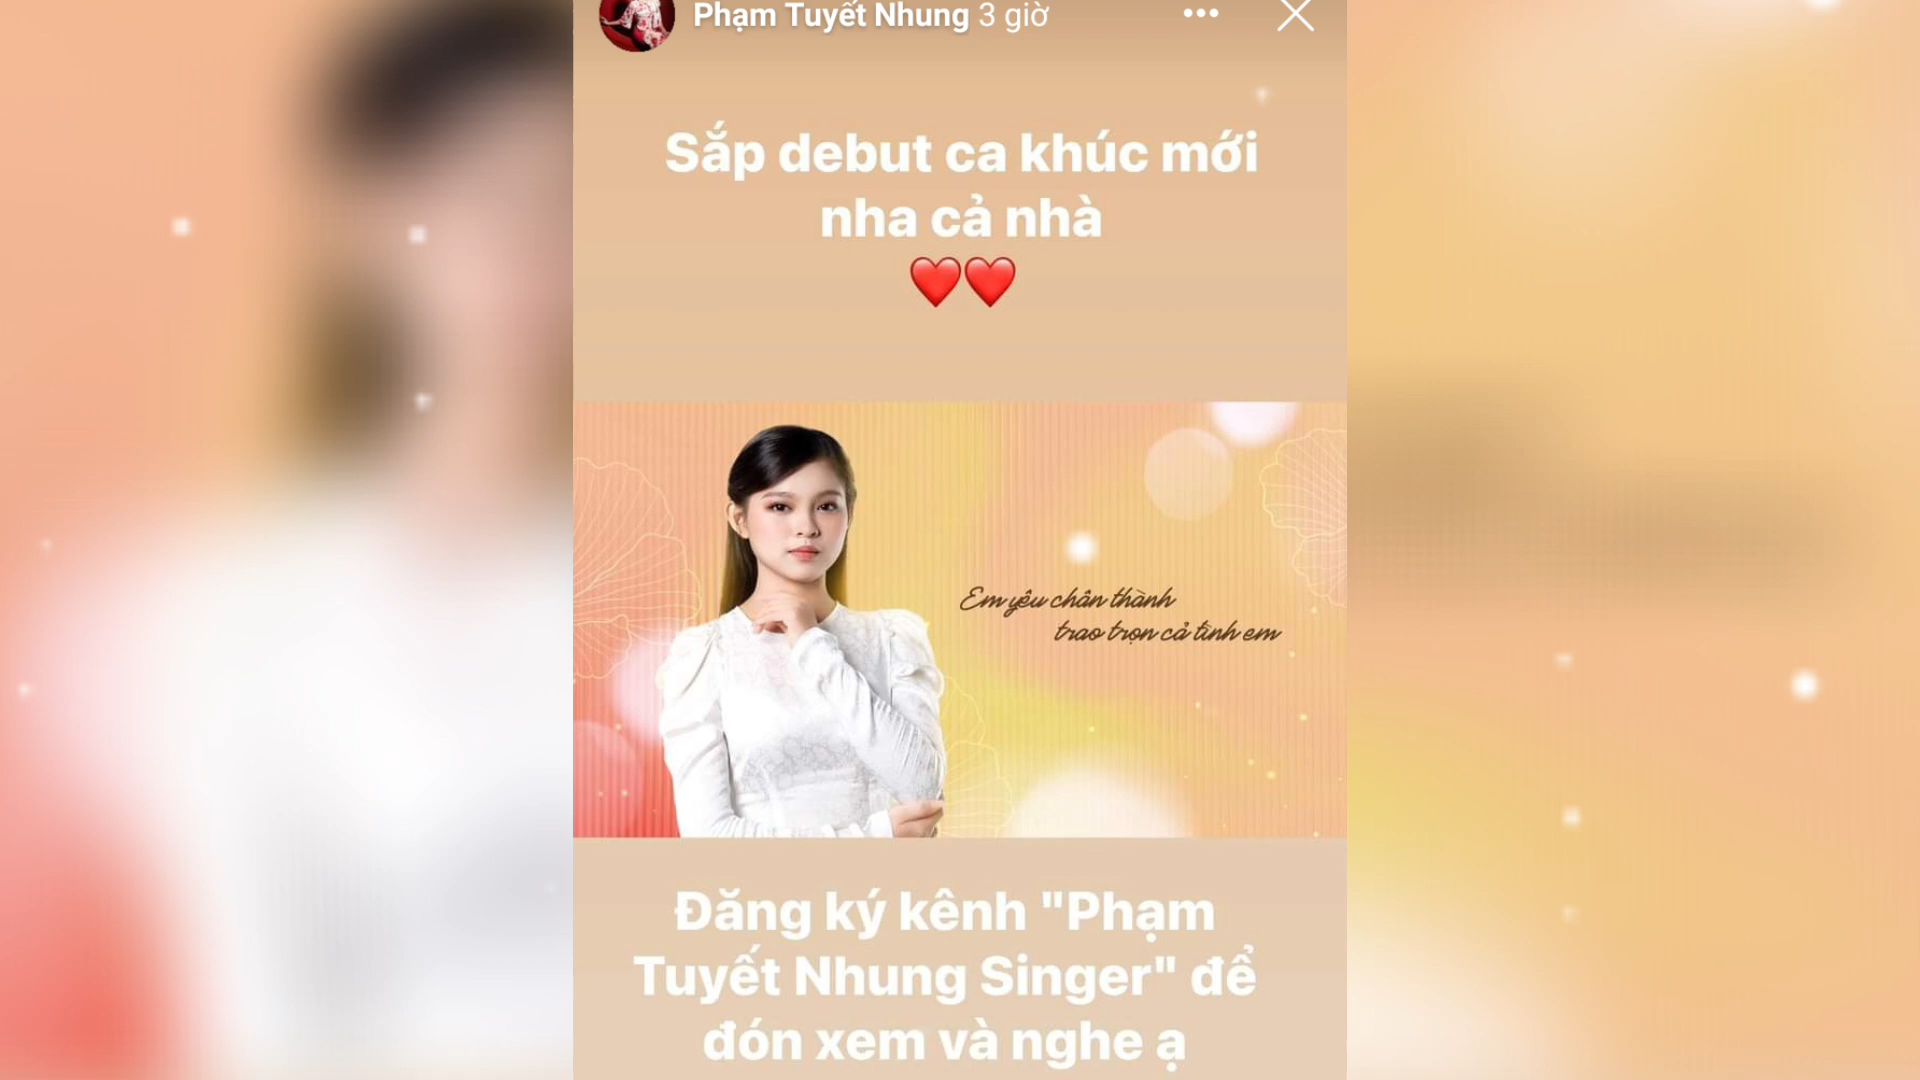 Phạm Tuyết Nhung 3 giờ
Sắp debut ca khúc mới
nha cả nhà
❤️❤️
Em yêu chân thành
trao trọn cả tình em
Đăng ký kênh "Phạm
Tuyết Nhung Singer" để
đón xem và nghe ạ